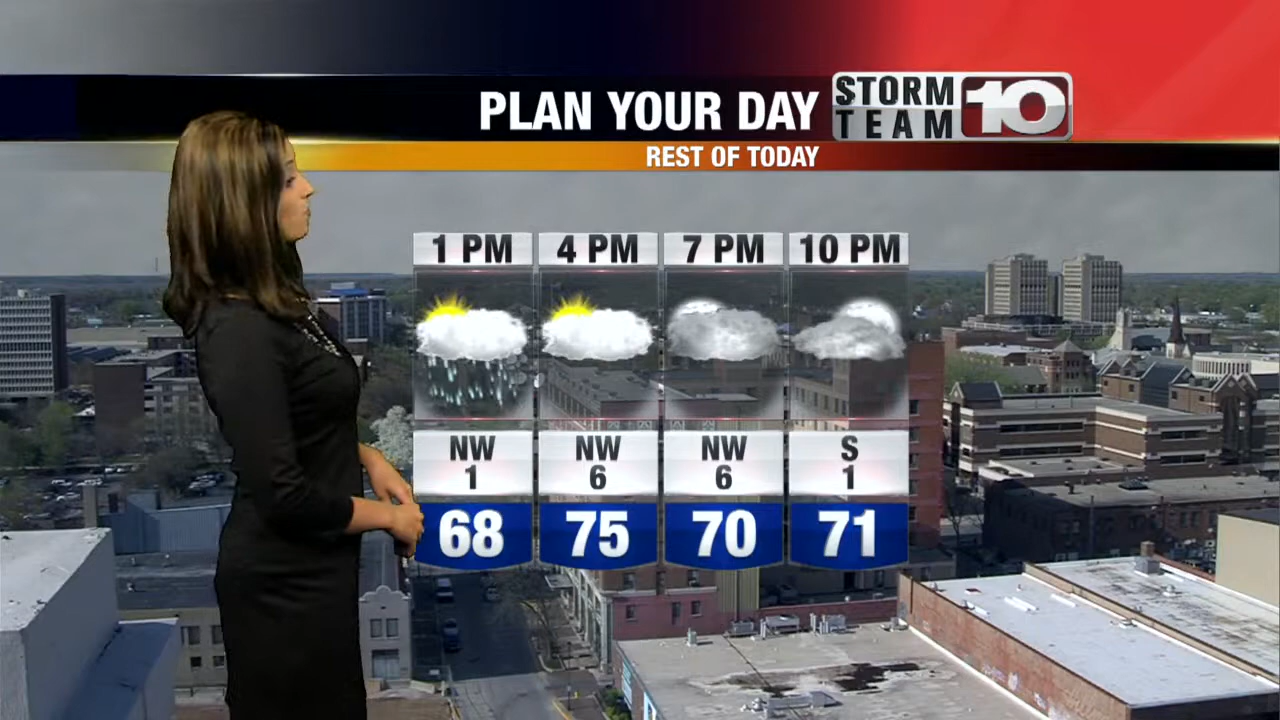 PLAN YOUR DAY
STORM
TEAM
10
REST OF TODAY
1 PM 4 PM 7 PM 10 PM
NW NW NW S
1 6 6 1
68 75 70 71